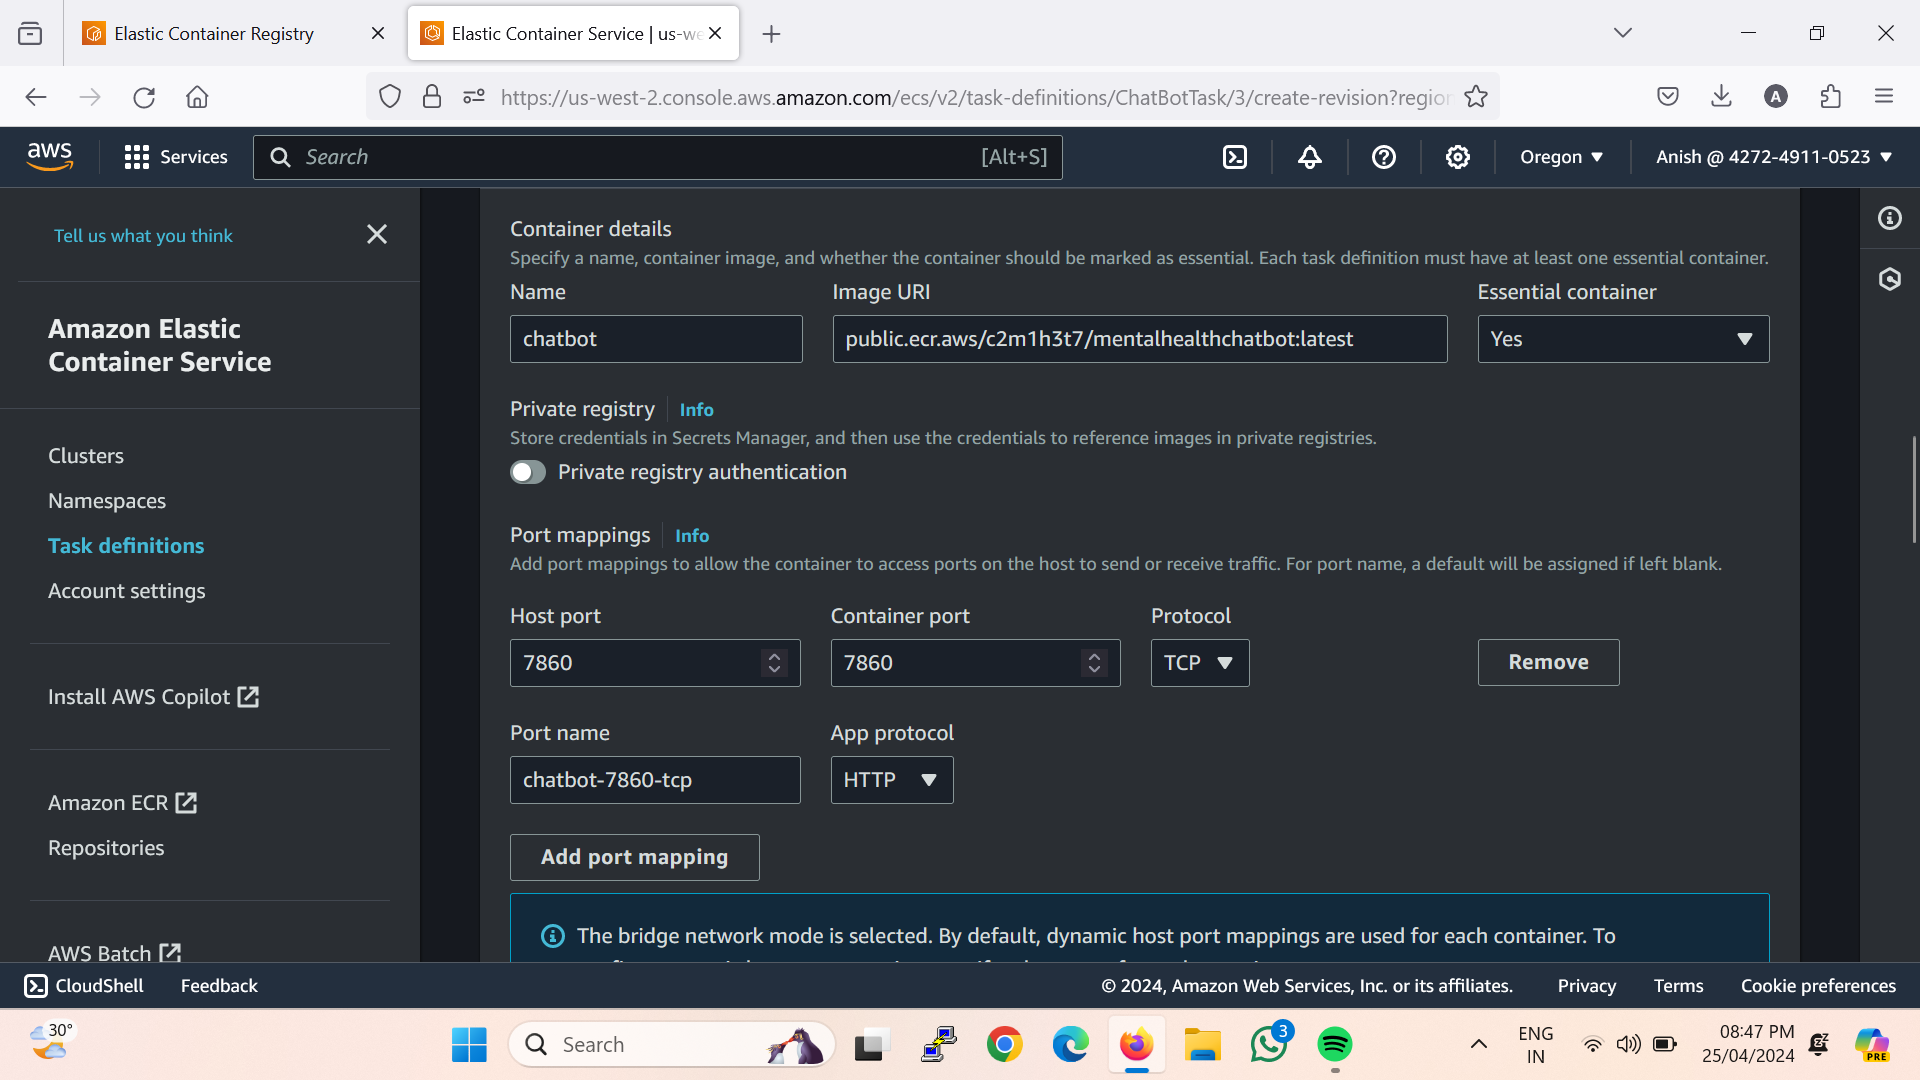 Elastic Container Registry
Elastic Container Service | us-we
https://us-west-2.console.aws.amazon.com/ecs/v2/task-definitions/ChatBotTask/3/create-revision?region
A
aws
Services
Search
[Alt+S]
Oregon
Anish @ 4272-4911-0523
Tell us what you think
Amazon Elastic
Container Service
Clusters
Namespaces
Task definitions
Account settings
Install AWS Copilot
Amazon ECR
Repositories
AWS Batch
Container details
Specify a name, container image, and whether the container should be marked as essential. Each task definition must have at least one essential container.
Name
Image URI
Essential container
chatbot
public.ecr.aws/c2m1h3t7/mentalhealthchatbot:latest
Yes
Private registry
Info
Store credentials in Secrets Manager, and then use the credentials to reference images in private registries.
Private registry authentication
Port mappings
Info
Add port mappings to allow the container to access ports on the host to send or receive traffic. For port name, a default will be assigned if left blank.
Host port
Container port
Protocol
7860
7860
TCP
Remove
Port name
App protocol
chatbot-7860-tcp
HTTP
Add port mapping
The bridge network mode is selected. By default, dynamic host port mappings are used for each container. To
CloudShell
Feedback
© 2024, Amazon Web Services, Inc. or its affiliates.
Privacy
Terms
Cookie preferences
30°
Search
3
ENG
IN
08:47 PM
25/04/2024
PRE